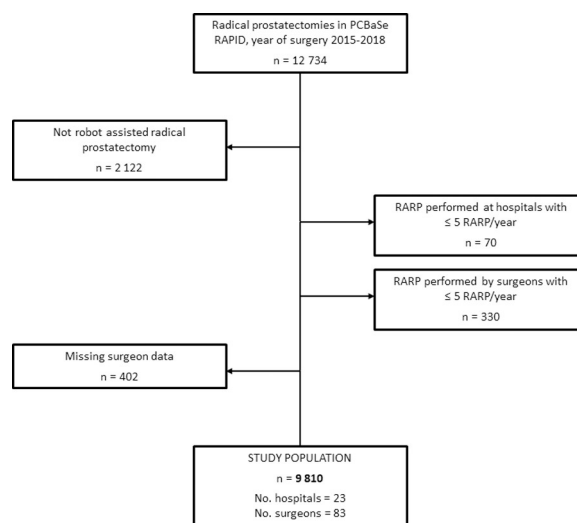 Radical prostatectomies in PCBaSe
RAPID, year of surgery 2015-2018
n = 12 734
Not robot assisted radical
prostatectomy
n = 2 122
RARP performed at hospitals with
≤ 5 RARP/year
n = 70
RARP performed by surgeons with
≤ 5 RARP/year
n = 330
Missing surgeon data
n = 402
STUDY POPULATION
n = 9 810
No. hospitals = 23
No. surgeons = 83